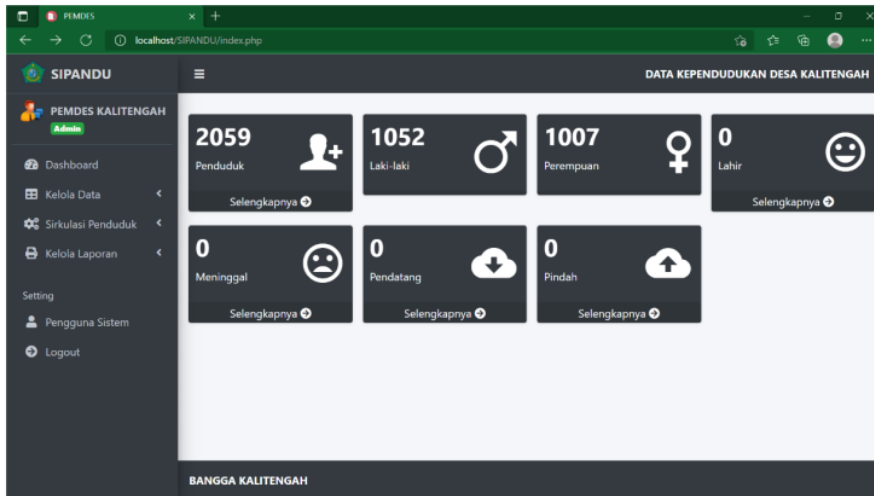 PEMDES
localhost/SIPANDU/index.php
SIPANDU
DATA KEPENDUDUKAN DESA KALITENGAH
PEMDES KALITENGAH
Admin
Dashboard
Kelola Data
Sirkulasi Penduduk
Kelola Laporan
Setting
Pengguna Sistem
Logout
2059
Penduduk
Selengkapnya
1052
Laki-laki
1007
Perempuan
0
Lahir
Selengkapnya
0
Meninggal
Selengkapnya
0
Pendatang
Selengkapnya
0
Pindah
Selengkapnya
BANGGA KALITENGAH